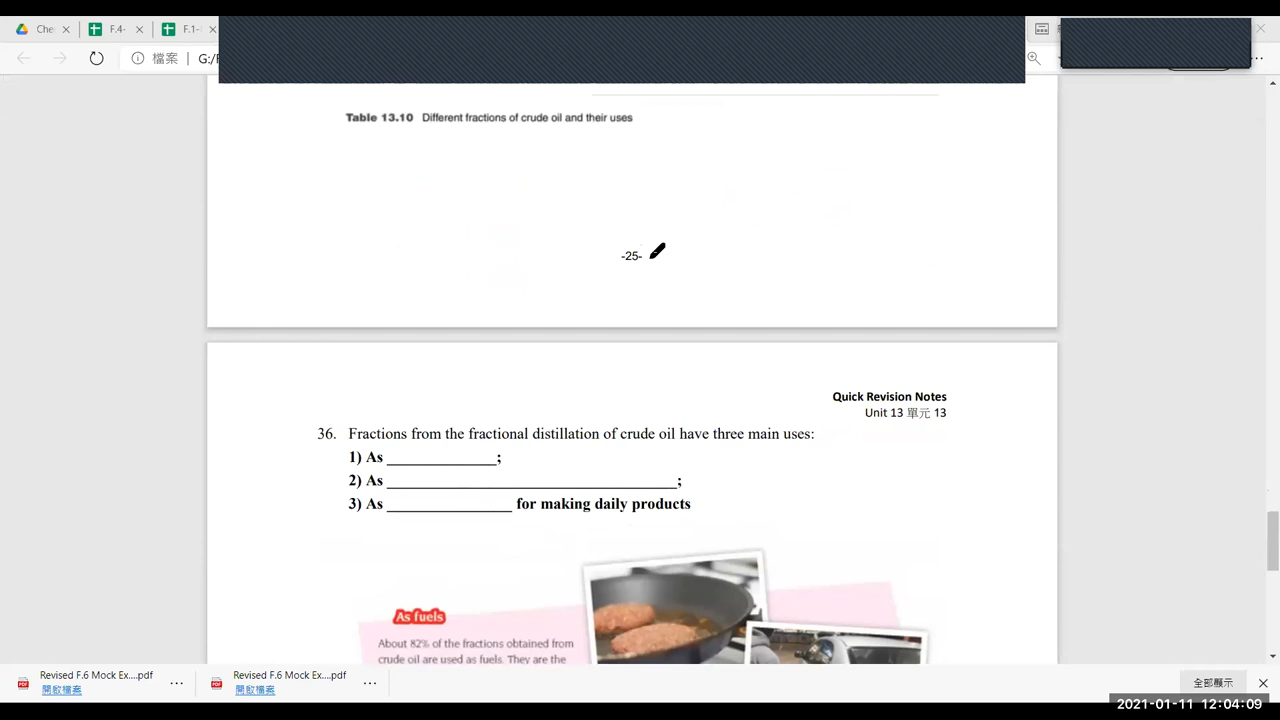 Che
F.4-
F.1-
檔案
G:/F
Table 13.10 Different fractions of crude oil and their uses
-25-
Quick Revision Notes
Unit 13 單元 13
36. Fractions from the fractional distillation of crude oil have three main uses:
1) As ______________;
2) As _____________________________________;
3) As ________________ for making daily products
As fuels
About 82% of the fractions obtained from
crude oil are used as fuels. They are the
Revised F.6 Mock Ex....pdf
開啟檔案
Revised F.6 Mock Ex....pdf
開啟檔案
全部顯示
2021-01-11 12:04:09